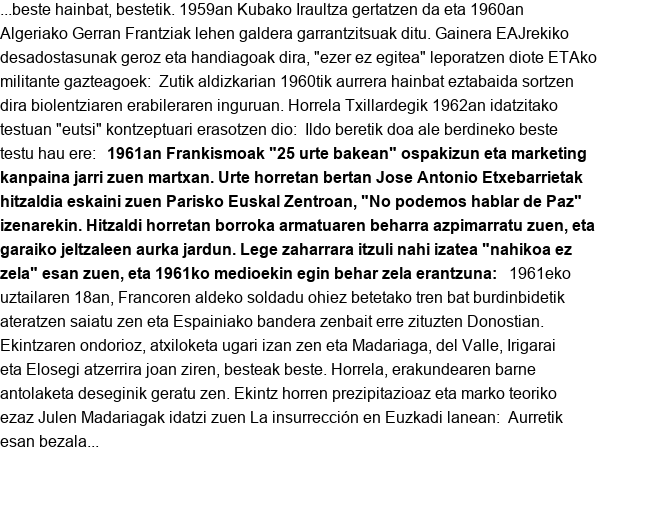 ...beste hainbat, bestetik. 1959an Kubako Iraultza gertatzen da eta 1960an
Algeriako Gerran Frantziak lehen galdera garrantzitsuak ditu. Gainera EAJrekiko
desadostasunak geroz eta handiagoak dira, "ezer ez egitea" leporatzen diote ETAko
militante gazteagoek:  Zutik aldizkarian 1960tik aurrera hainbat eztabaida sortzen
dira biolentziaren erabileraren inguruan. Horrela Txillardegik 1962an idatzitako
testuan "eutsi" kontzeptuari erasotzen dio:  Ildo beretik doa ale berdineko beste
testu hau ere:   1961an Frankismoak "25 urte bakean" ospakizun eta marketing
kanpaina jarri zuen martxan. Urte horretan bertan Jose Antonio Etxebarrietak
hitzaldia eskaini zuen Parisko Euskal Zentroan, "No podemos hablar de Paz"
izenarekin. Hitzaldi horretan borroka armatuaren beharra azpimarratu zuen, eta
garaiko jeltzaleen aurka jardun. Lege zaharrara itzuli nahi izatea "nahikoa ez
zela" esan zuen, eta 1961ko medioekin egin behar zela erantzuna:   1961eko
uztailaren 18an, Francoren aldeko soldadu ohiez betetako tren bat burdinbidetik
ateratzen saiatu zen eta Espainiako bandera zenbait erre zituzten Donostian.
Ekintzaren ondorioz, atxiloketa ugari izan zen eta Madariaga, del Valle, Irigarai
eta Elosegi atzerrira joan ziren, besteak beste. Horrela, erakundearen barne
antolaketa deseginik geratu zen. Ekintz horren prezipitazioaz eta marko teoriko
ezaz Julen Madariagak idatzi zuen La insurrección en Euzkadi lanean:  Aurretik
esan bezala...